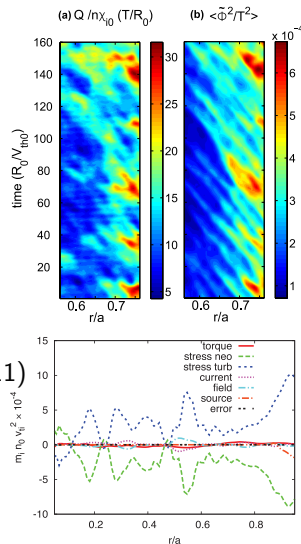 (a) Q /nχi0 (T/R0) (b) <Φ̃²/T²>
x 10⁻⁴
160
140
120
100
80
60
40
20
0
time (R0/Vth0)
30
25
20
15
10
5
6
5
4
3
2
1
0.6 0.7
0.6 0.7
r/a r/a
1)
torque
stress neo
stress turb
current
field
source
error
mi n0 vti² × 10⁻⁴
15
10
5
0
-5
-10
0.2 0.4 0.6 0.8
r/a